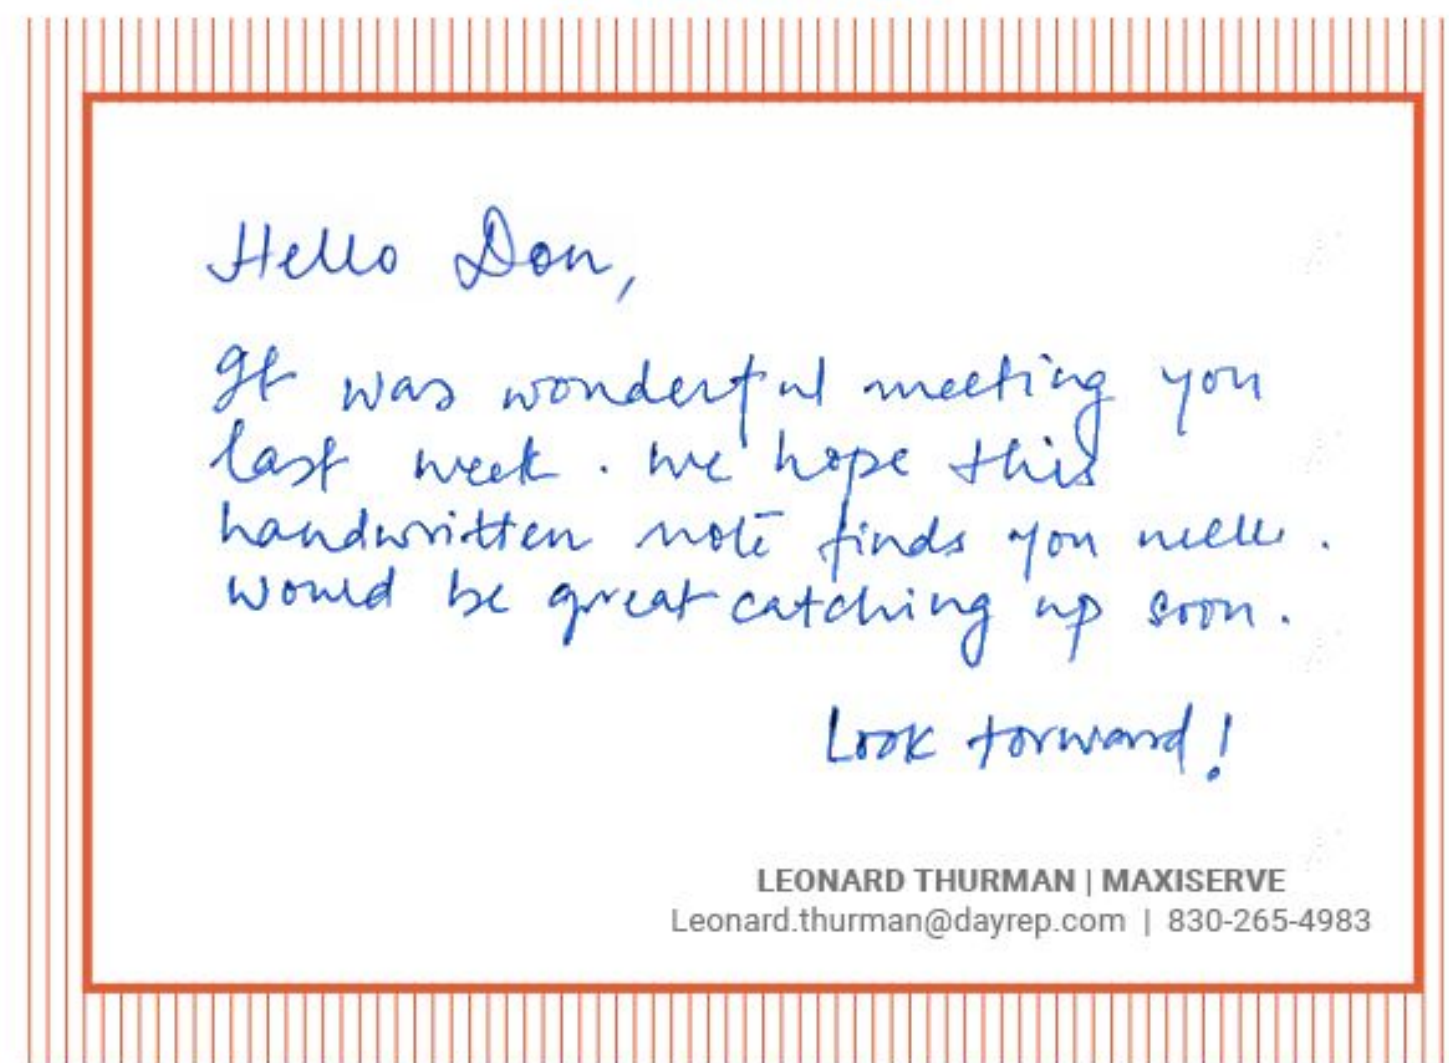 Hello Don,
It was wonderful meeting you
last week. We hope this
handwritten note finds you well.
Would be great catching up soon.
Look forward!
LEONARD THURMAN | MAXISERVE
Leonard.thurman@dayrep.com | 830-265-4983